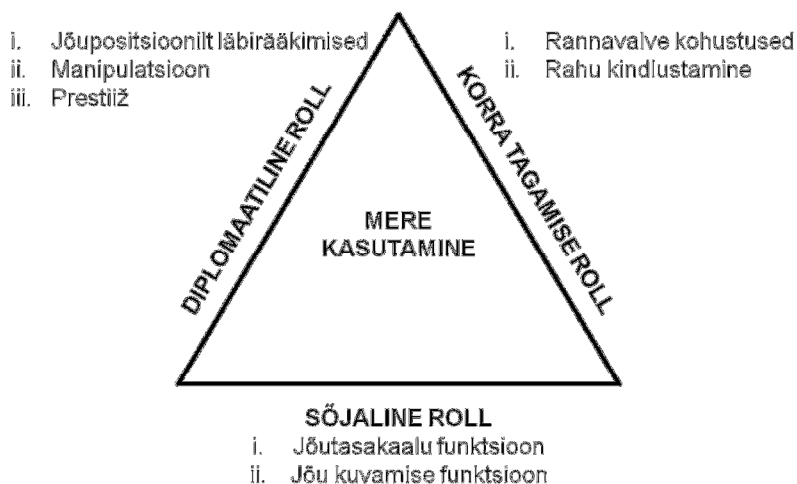 i. Jõupositsioonilt läbirääkimised
ii. Manipulatsioon
iii. Prestiiž
i. Rannavalve kohustused
ii. Rahu kindlustamine
DIPLOMAATILINE ROLL
KORRA TAGAMISE ROLL
MERE
KASUTAMINE
SÕJALINE ROLL
i. Jõutasakaalu funktsioon
ii. Jõu kuvamise funktsioon